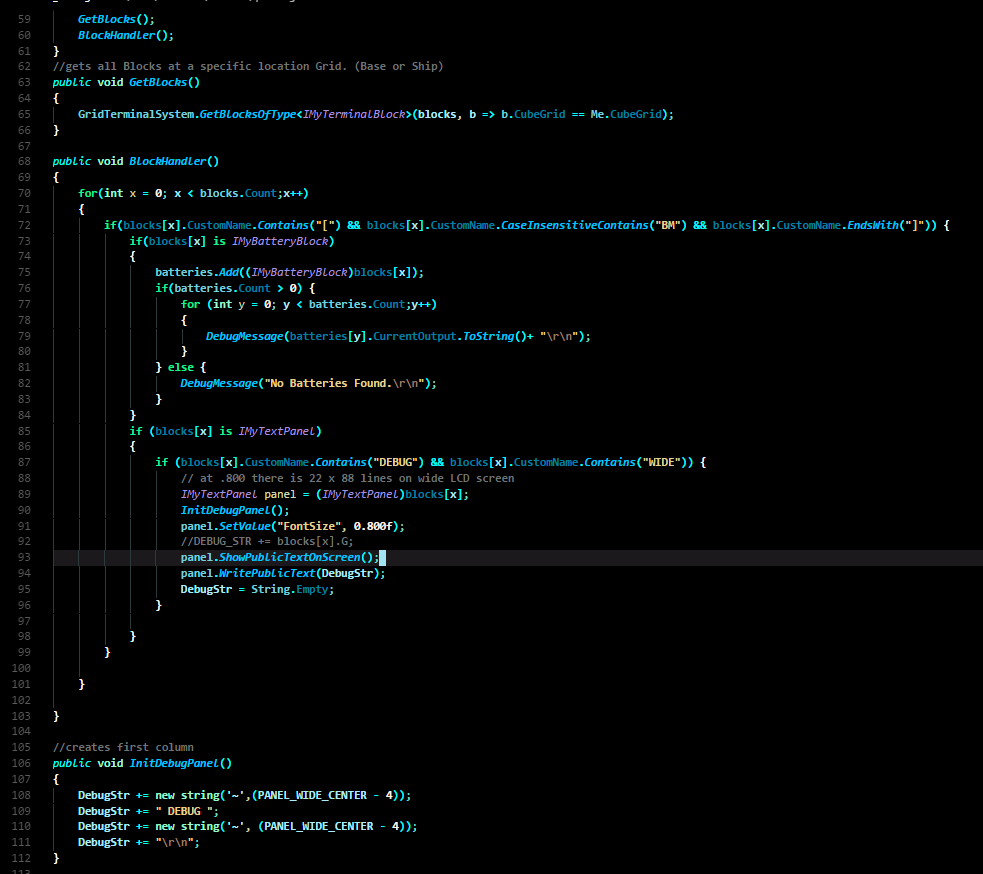 59 GetBlocks();
60 BlockHandler();
61 }
62 //gets all Blocks at a specific location Grid. (Base or Ship)
63 public void GetBlocks()
64 {
65 GridTerminalSystem.GetBlocksOfType<IMyTerminalBlock>(blocks, b => b.CubeGrid == Me.CubeGrid);
66 }
67
68 public void BlockHandler()
69 {
70 for(int x = 0; x < blocks.Count;x++)
71 {
72 if(blocks[x].CustomName.Contains("[") && blocks[x].CustomName.CaseInsensitiveContains("BM") && blocks[x].CustomName.EndsWith("]")) {
73 if(blocks[x] is IMyBatteryBlock)
74 {
75 batteries.Add((IMyBatteryBlock)blocks[x]);
76 if(batteries.Count > 0) {
77 for (int y = 0; y < batteries.Count;y++)
78 {
79 DebugMessage(batteries[y].CurrentOutput.ToString()+ "\r\n");
80 }
81 } else {
82 DebugMessage("No Batteries Found.\r\n");
83 }
84 }
85 if (blocks[x] is IMyTextPanel)
86 {
87 if (blocks[x].CustomName.Contains("DEBUG") && blocks[x].CustomName.Contains("WIDE")) {
88 // at .800 there is 22 x 88 lines on wide LCD screen
89 IMyTextPanel panel = (IMyTextPanel)blocks[x];
90 InitDebugPanel();
91 panel.SetValue("FontSize", 0.800f);
92 //DEBUG_STR += blocks[x].G;
93 panel.ShowPublicTextOnScreen();
94 panel.WritePublicText(DebugStr);
95 DebugStr = String.Empty;
96 }
97
98 }
99 }
100
101 }
102
103 }
104
105 //creates first column
106 public void InitDebugPanel()
107 {
108 DebugStr += new string('~',(PANEL_WIDE_CENTER - 4));
109 DebugStr += " DEBUG ";
110 DebugStr += new string('~', (PANEL_WIDE_CENTER - 4));
111 DebugStr += "\r\n";
112 }